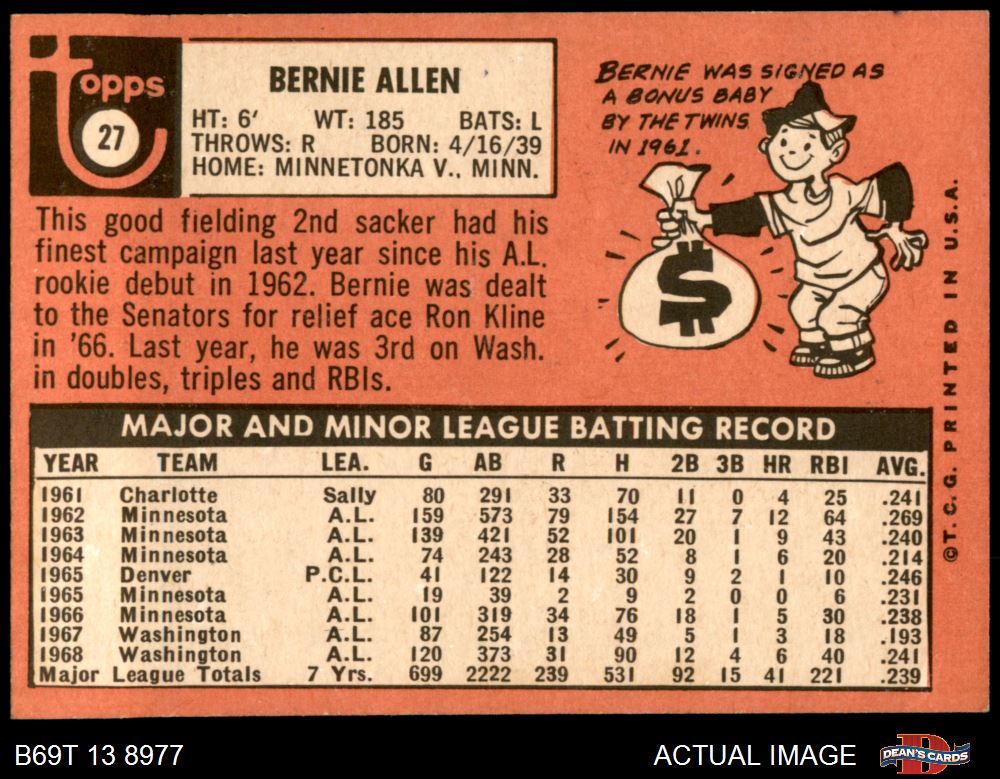 Topps
27
BERNIE ALLEN
HT: 6' WT: 185 BATS: L
THROWS: R BORN: 4/16/39
HOME: MINNETONKA V., MINN.
BERNIE WAS SIGNED AS
A BONUS BABY
BY THE TWINS
IN 1961.
$
This good fielding 2nd sacker had his
finest campaign last year since his A.L.
rookie debut in 1962. Bernie was dealt
to the Senators for relief ace Ron Kline
in '66. Last year, he was 3rd on Wash.
in doubles, triples and RBIs.
MAJOR AND MINOR LEAGUE BATTING RECORD
YEAR TEAM LEA. G AB R H 2B 3B HR RBI AVG.
1961 Charlotte Sally 80 291 33 70 11 0 4 25 .241
1962 Minnesota A.L. 159 573 79 154 27 7 12 64 .269
1963 Minnesota A.L. 139 421 52 101 20 1 9 43 .240
1964 Minnesota A.L. 74 243 28 52 8 1 6 20 .214
1965 Denver P.C.L. 41 122 14 30 9 2 1 10 .246
1965 Minnesota A.L. 19 39 2 9 2 0 0 6 .231
1966 Minnesota A.L. 101 319 34 76 18 1 5 30 .238
1967 Washington A.L. 87 254 13 49 5 1 3 18 .193
1968 Washington A.L. 120 373 31 90 12 4 6 40 .241
Major League Totals 7 Yrs. 699 2222 239 531 92 15 41 221 .239
©T.C.G. PRINTED IN U.S.A.
B69T 13 8977
ACTUAL IMAGE
DEAN'S CARDS